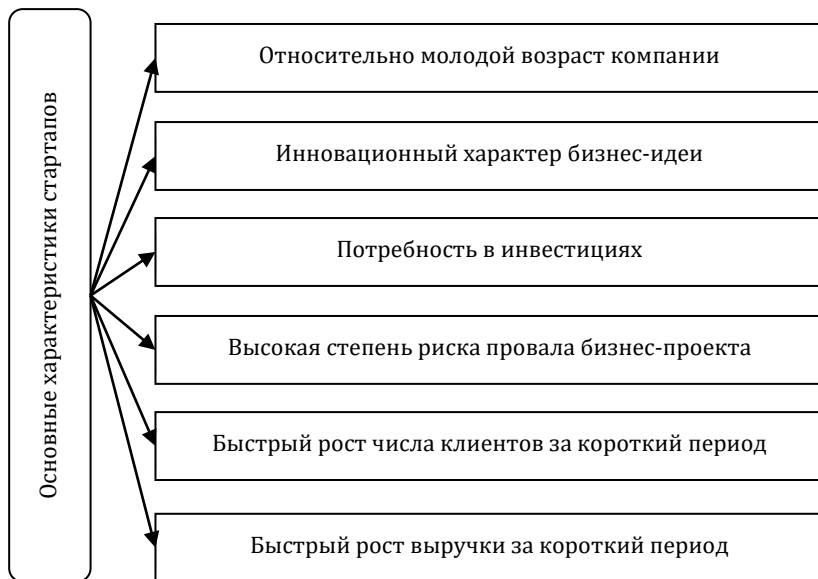 Основные характеристики стартапов
Относительно молодой возраст компании
Инновационный характер бизнес-идеи
Потребность в инвестициях
Высокая степень риска провала бизнес-проекта
Быстрый рост числа клиентов за короткий период
Быстрый рост выручки за короткий период